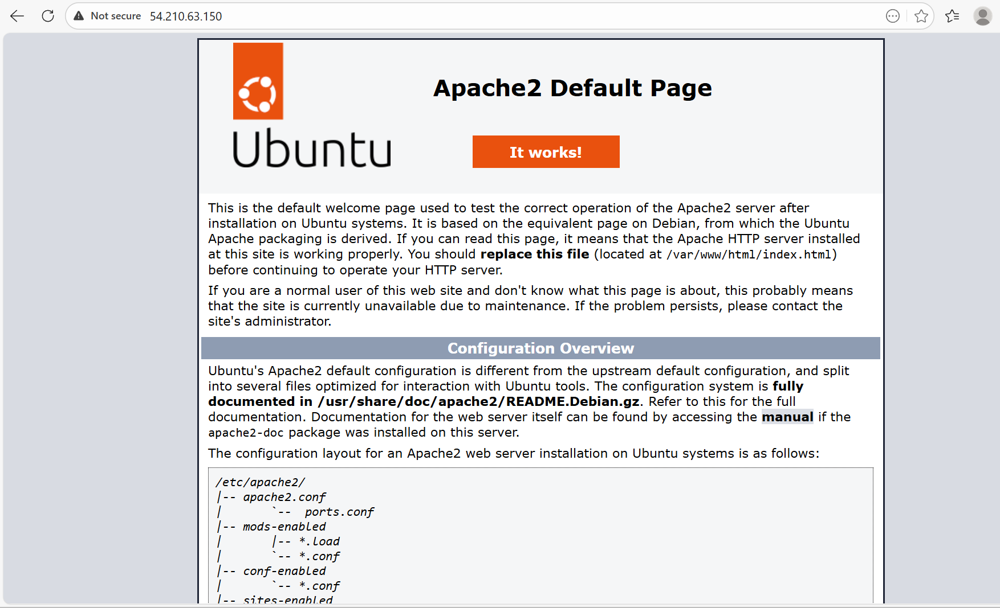 Not secure 54.210.63.150
Ubuntu
Apache2 Default Page
It works!
This is the default welcome page used to test the correct operation of the Apache2 server after
installation on Ubuntu systems. It is based on the equivalent page on Debian, from which the Ubuntu
Apache packaging is derived. If you can read this page, it means that the Apache HTTP server installed
at this site is working properly. You should replace this file (located at /var/www/html/index.html)
before continuing to operate your HTTP server.
If you are a normal user of this web site and don't know what this page is about, this probably means
that the site is currently unavailable due to maintenance. If the problem persists, please contact the
site's administrator.
Configuration Overview
Ubuntu's Apache2 default configuration is different from the upstream default configuration, and split
into several files optimized for interaction with Ubuntu tools. The configuration system is fully
documented in /usr/share/doc/apache2/README.Debian.gz. Refer to this for the full
documentation. Documentation for the web server itself can be found by accessing the manual if the
apache2-doc package was installed on this server.
The configuration layout for an Apache2 web server installation on Ubuntu systems is as follows:
/etc/apache2/
|-- apache2.conf
|       `--  ports.conf
|-- mods-enabled
|       |-- *.load
|       `-- *.conf
|-- conf-enabled
|       `-- *.conf
|-- sites-enabled